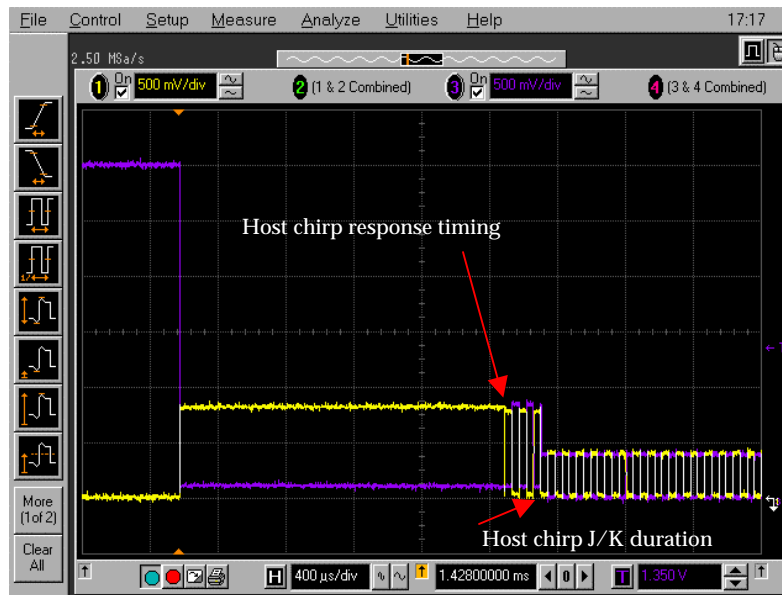 File Control Setup Measure Analyze Utilities Help 17:17
2.50 MSa/s
1 On 500 mV/div 2 (1 & 2 Combined) 3 On 500 mV/div 4 (3 & 4 Combined)
Host chirp response timing
Host chirp J/K duration
More
(1of 2)
Clear
All
H 400 µs/div 1.42800000 ms 0 T 1.350 V